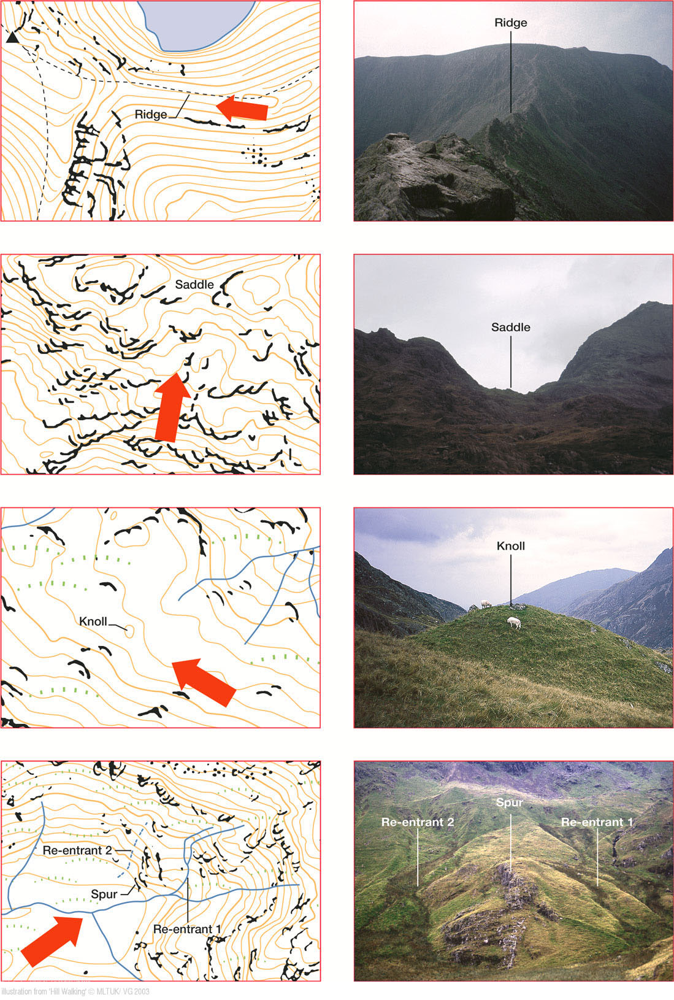 Ridge
Ridge
Saddle
Saddle
Knoll
Knoll
Re-entrant 2
Spur
Re-entrant 1
Spur
Re-entrant 2
Re-entrant 1
illustration from 'Hill Walking' © MLTUK/ VG 2003